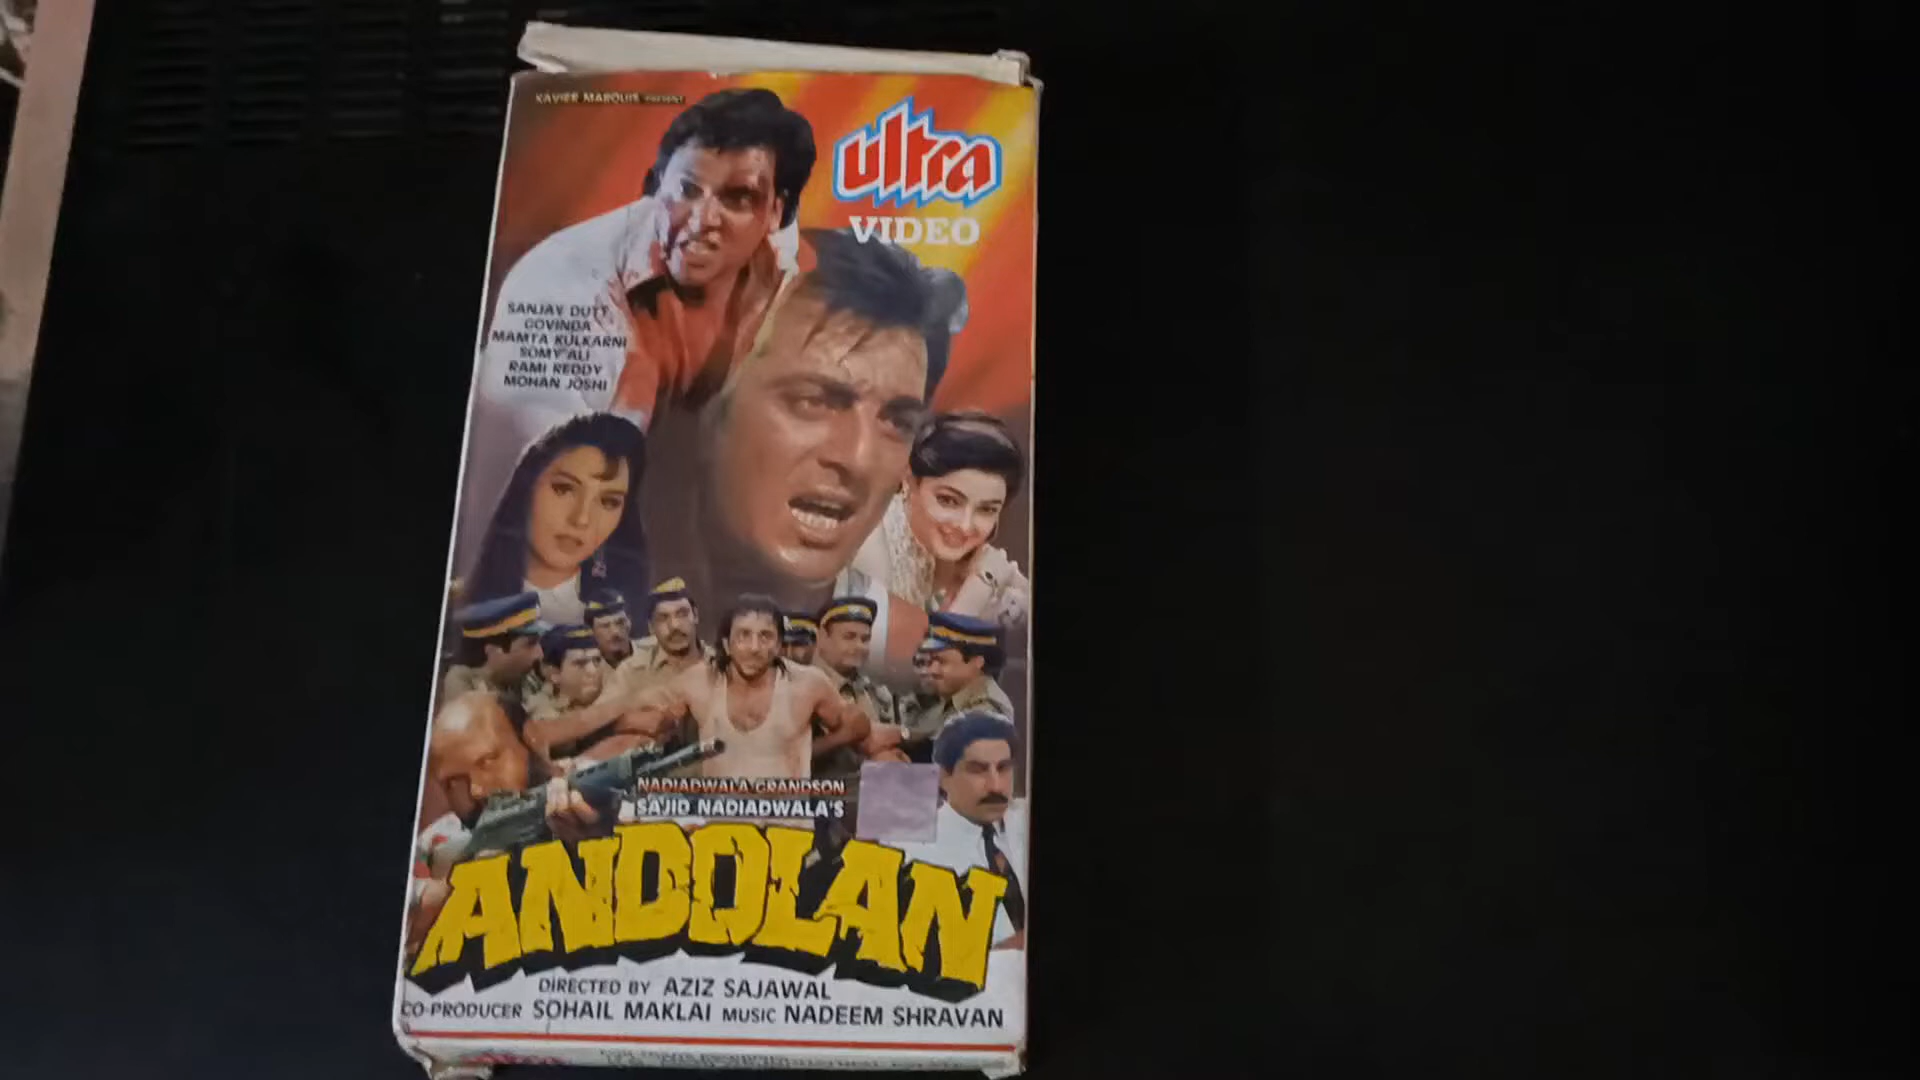 XAVIER MARQUIS PRESENT
ultra
VIDEO
SANJAY DUTT
GOVINDA
MAMTA KULKARNI
SOMY ALI
RAMI REDDY
MOHAN JOSHI
NADIADWALA GRANDSON
SAJID NADIADWALA'S
ANDOLAN
DIRECTED BY AZIZ SAJAWAL
CO-PRODUCER SOHAIL MAKLAI MUSIC NADEEM SHRAVAN